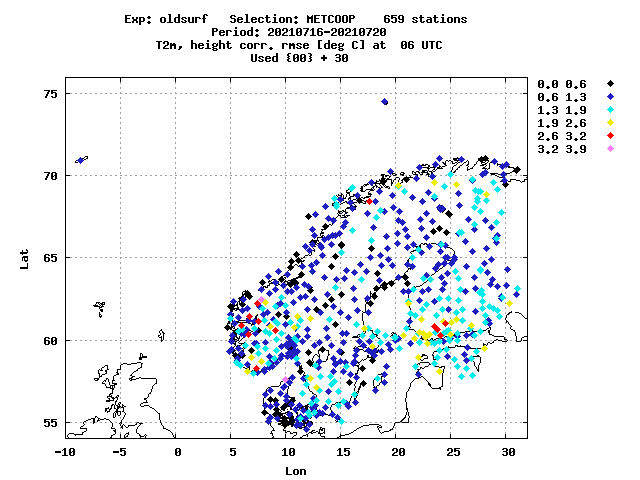 Exp: oldsurf   Selection: METCOOP    659 stations
Period: 20210716-20210720
T2m, height corr. rmse [deg C] at  06 UTC
Used {00} + 30
0.0 0.6
0.6 1.3
1.3 1.9
1.9 2.6
2.6 3.2
3.2 3.9
75
70
65
60
55
Lat
-10 -5 0 5 10 15 20 25 30
Lon